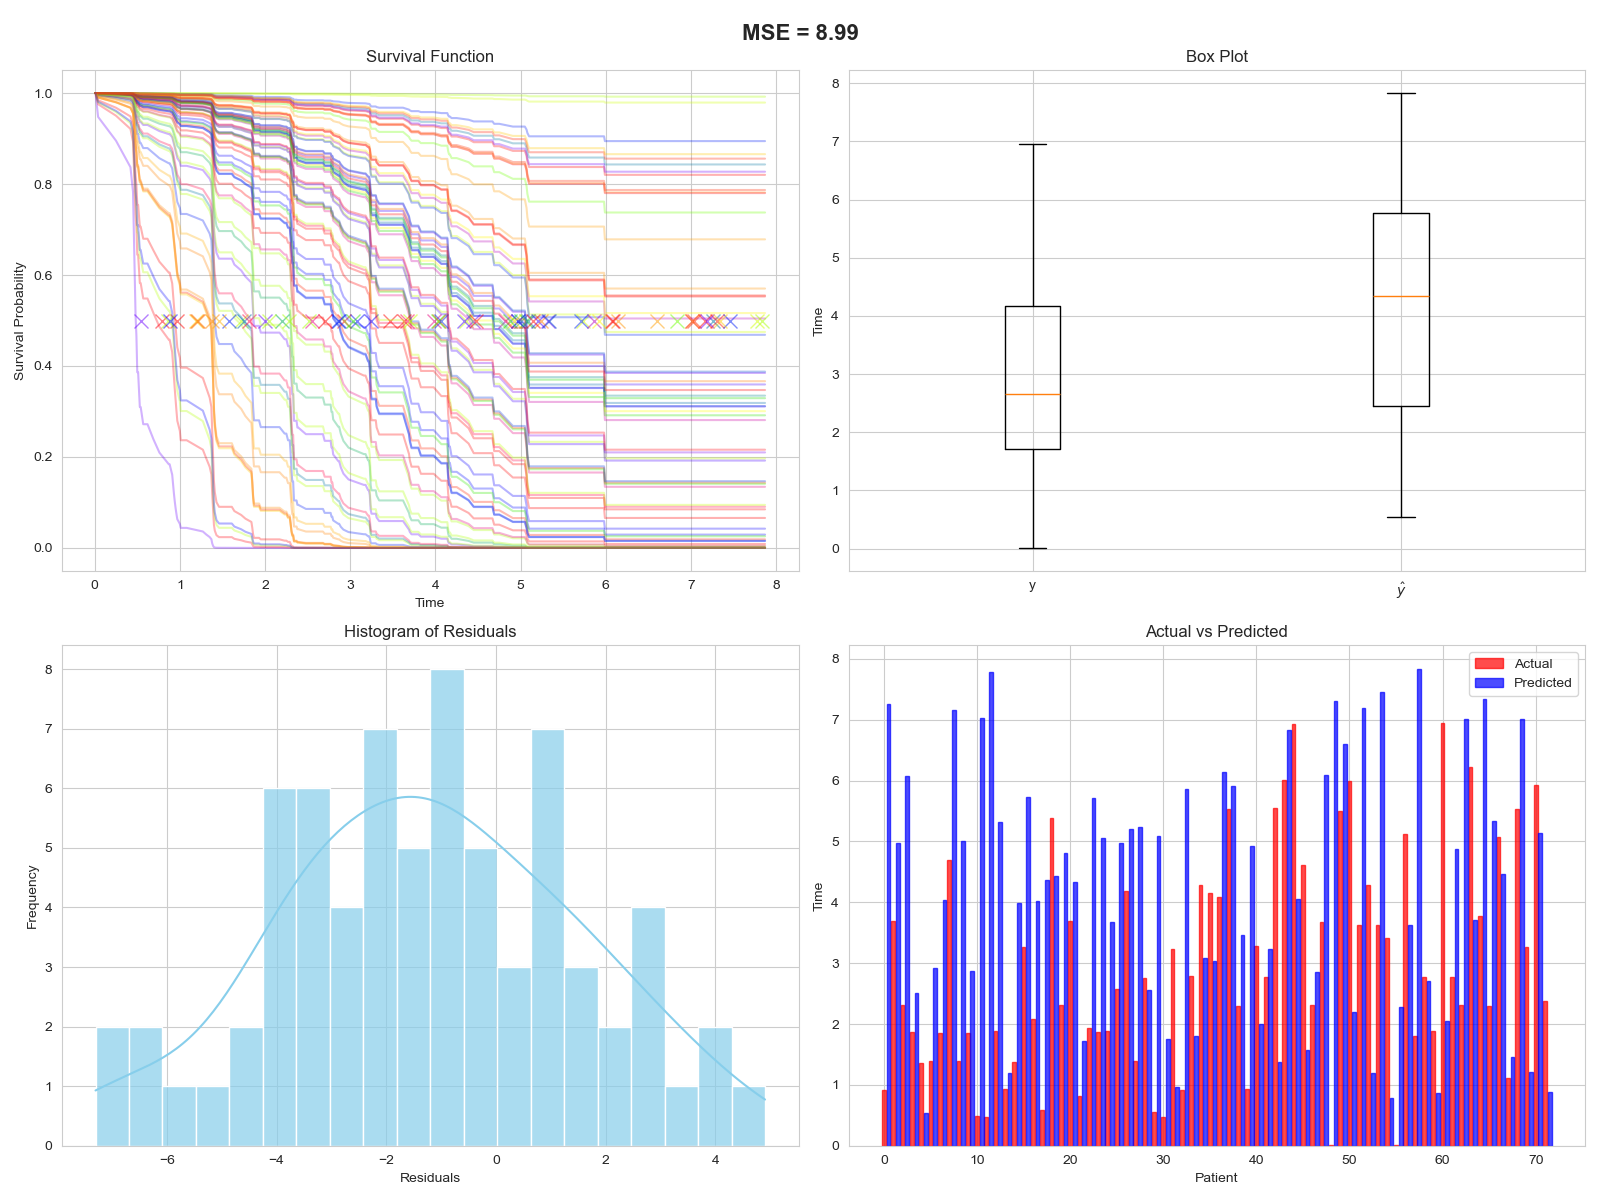 MSE = 8.99
Survival Function
1.0
0.8
0.6
0.4
0.2
0.0
Survival Probability
0 1 2 3 4 5 6 7 8
Time
Box Plot
8
7
6
5
4
3
2
1
0
Time
y ŷ
Histogram of Residuals
8
7
6
5
4
3
2
1
0
Frequency
−6 −4 −2 0 2 4
Residuals
Actual vs Predicted
Actual
Predicted
8
7
6
5
4
3
2
1
0
Time
0 10 20 30 40 50 60 70
Patient